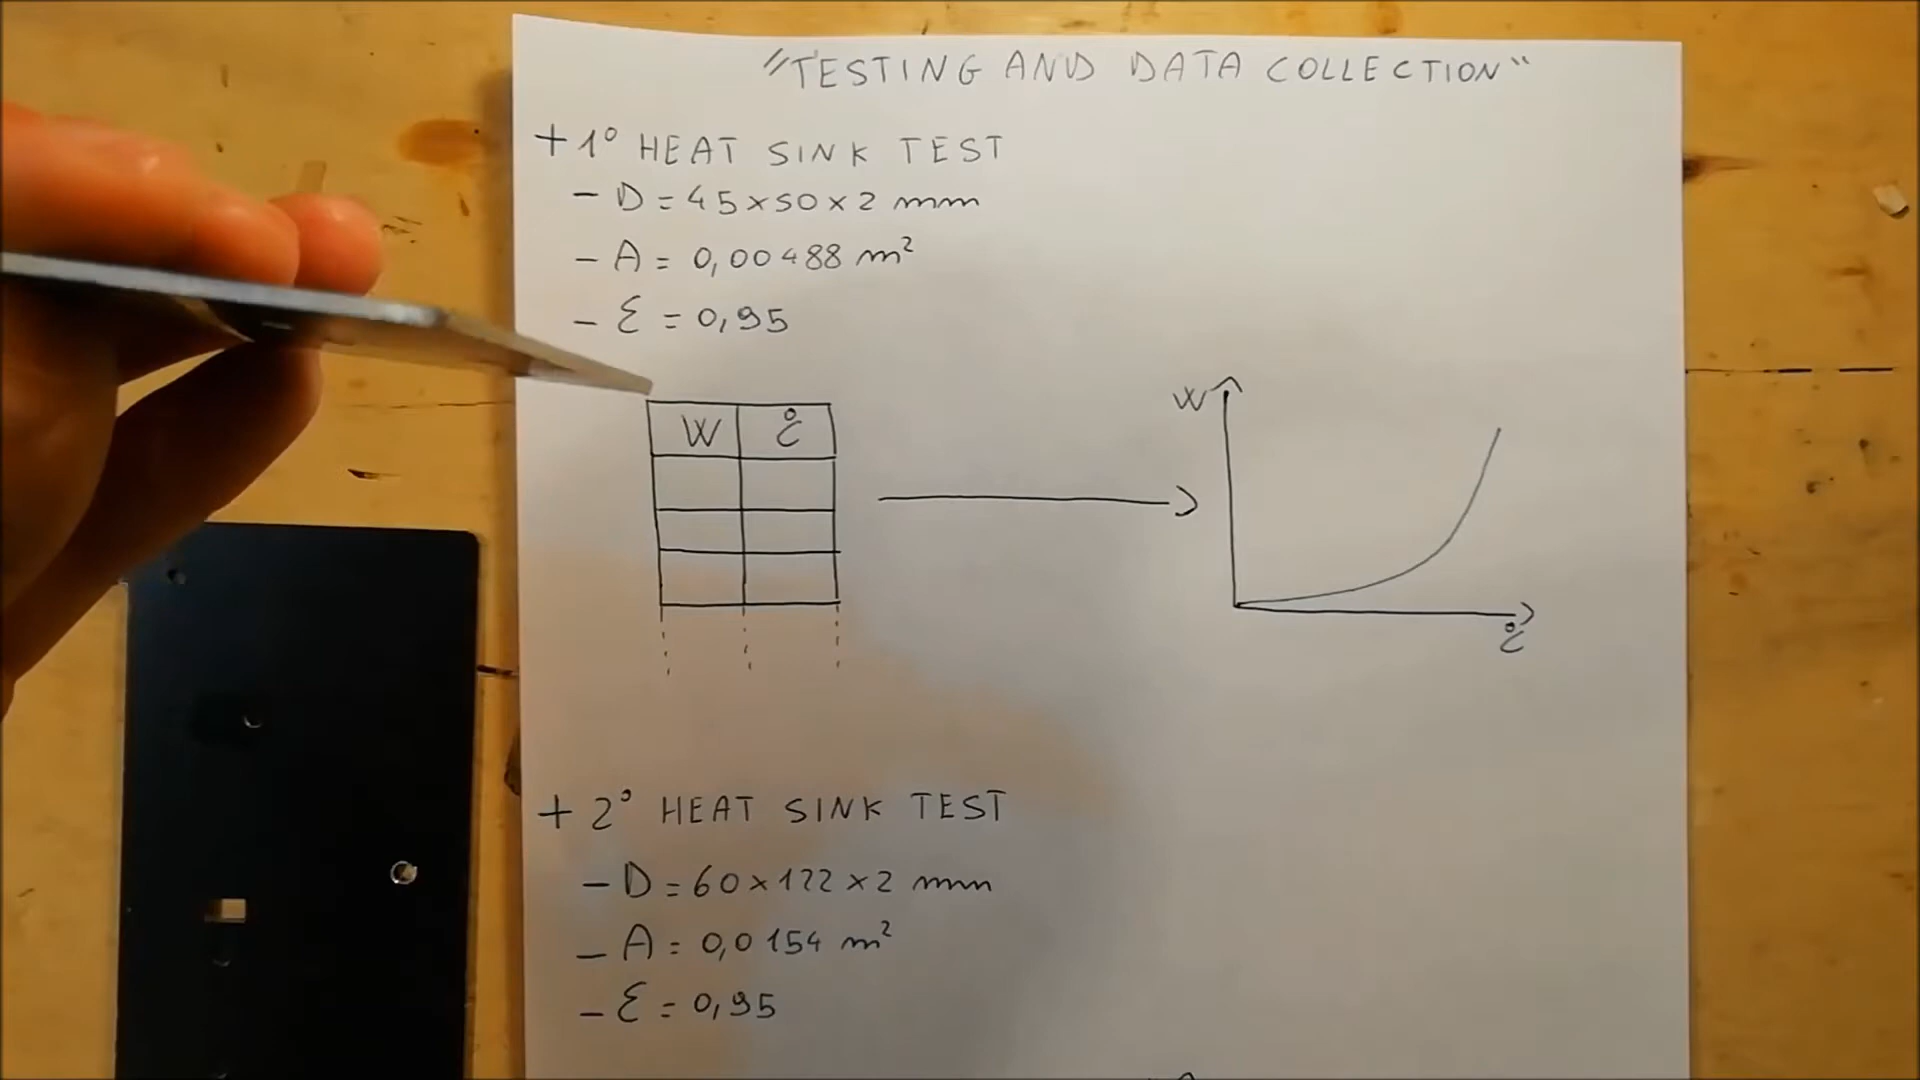 "TESTING AND DATA COLLECTION"
+ 1° HEAT SINK TEST
- D = 45 x 50 x 2 mm
- A = 0,00488 m²
- Ɛ = 0,95
W °C
W
°C
+ 2° HEAT SINK TEST
- D = 60 x 122 x 2 mm
- A = 0,0154 m²
- Ɛ = 0,95